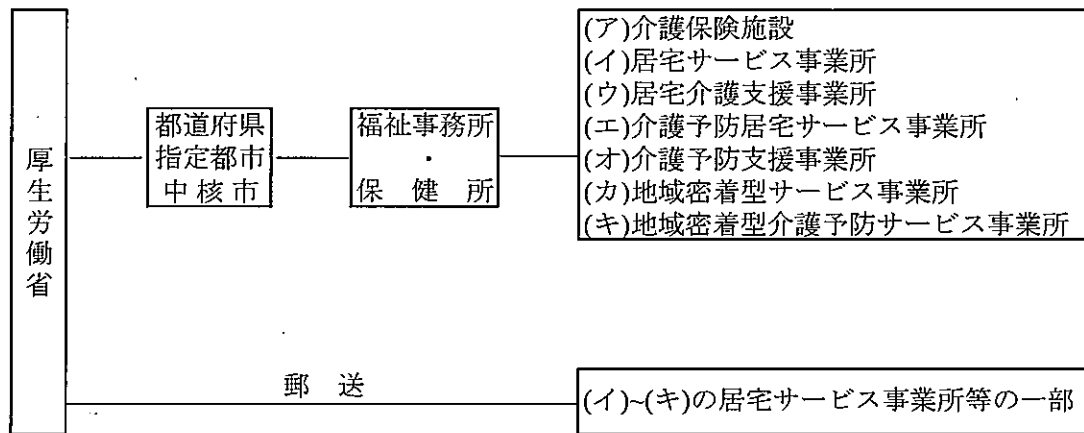 厚生労働省
都道府県
指定都市
中核市
福祉事務所
・
保健所
(ア)介護保険施設
(イ)居宅サービス事業所
(ウ)居宅介護支援事業所
(エ)介護予防居宅サービス事業所
(オ)介護予防支援事業所
(カ)地域密着型サービス事業所
(キ)地域密着型介護予防サービス事業所
郵送
(イ)~(キ)の居宅サービス事業所等の一部